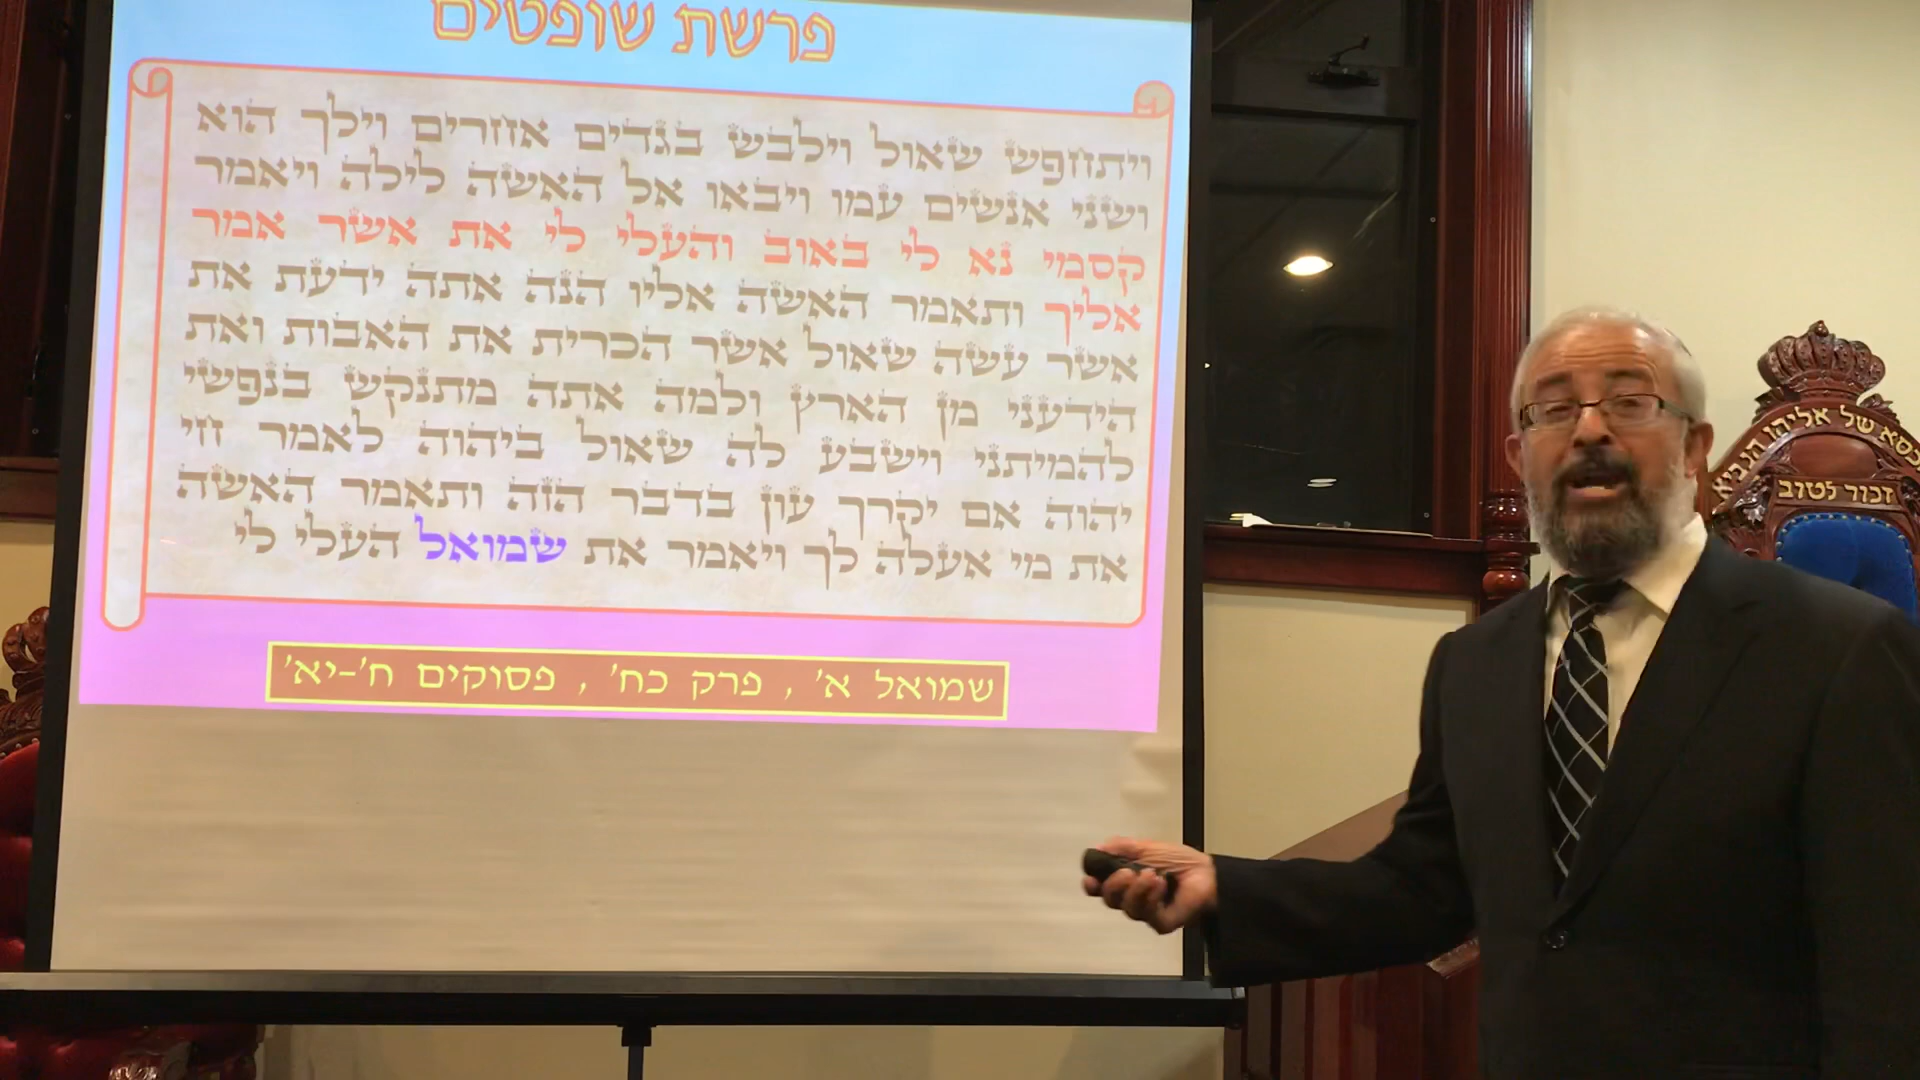 פרשת שופטים
ויתחפש שאול וילבש בגדים אחרים וילך הוא
ושני אנשים עמו ויבאו אל האשה לילה ויאמר
קסמי נא לי באוב והעלי לי את אשר אמר
אליך ותאמר האשה אליו הנה אתה ידעת את
אשר עשה שאול אשר הכרית את האבות ואת
הידעני מן הארץ ולמה אתה מתנקש בנפשי
להמיתני וישבע לה שאול ביהוה לאמר חי
יהוה אם יקרך עון בדבר הזה ותאמר האשה
את מי אעלה לך ויאמר את שמואל העלי לי
שמואל א׳ , פרק כח׳ , פסוקים ח׳-יא׳
כסא של אליהו הנביא
זכור לטוב